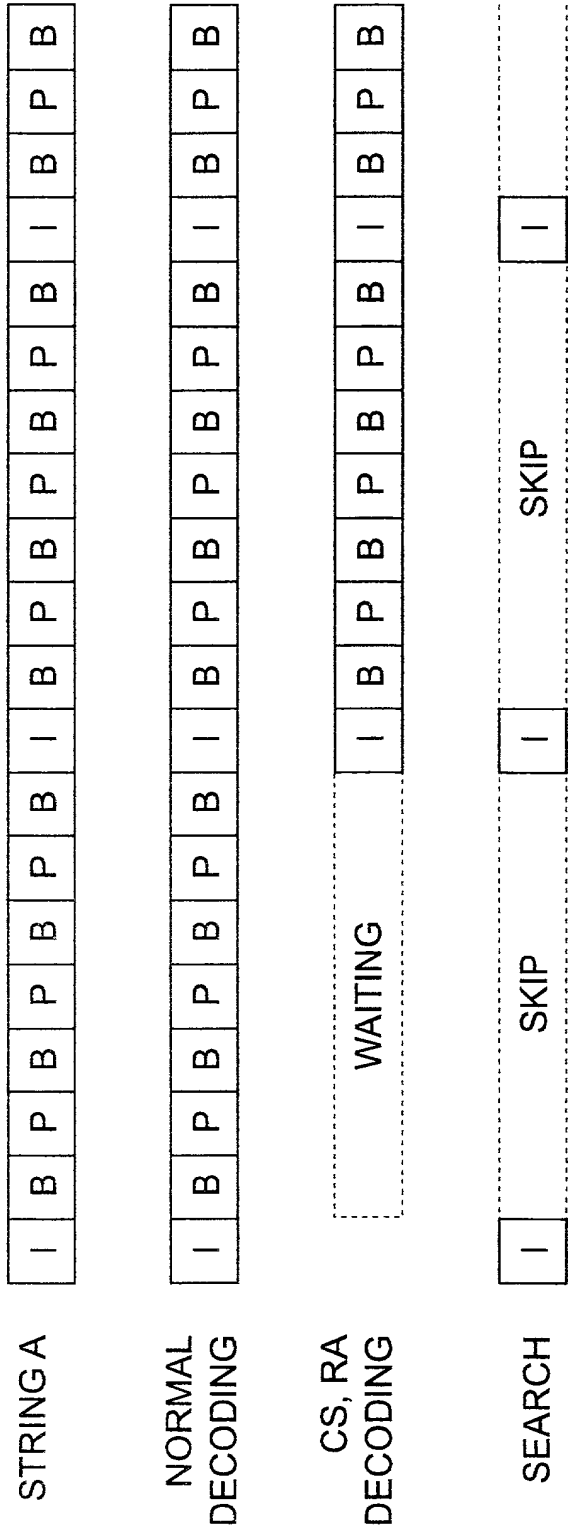 STRING A
I B P B P B P B I B P B P B P B I B P B
NORMAL
DECODING
I B P B P B P B I B P B P B P B I B P B
CS, RA
DECODING
WAITING I B P B P B P B I B P B
SEARCH
I SKIP I SKIP I